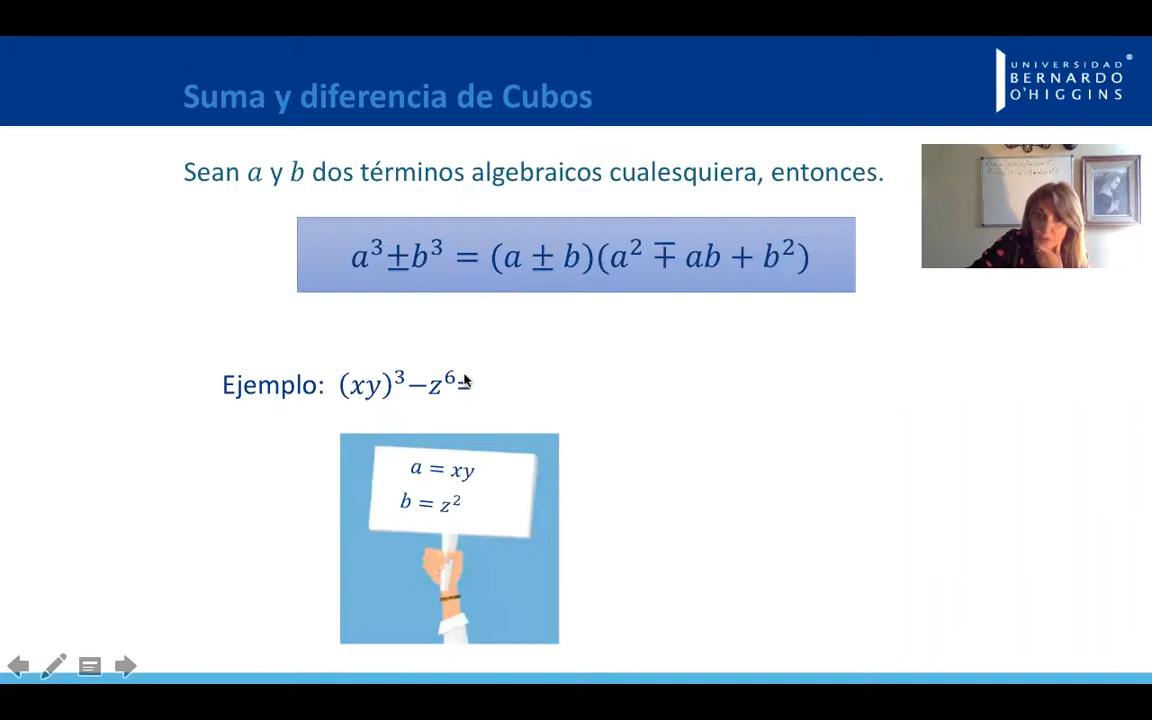 UNIVERSIDAD
BERNARDO
O'HIGGINS
Suma y diferencia de Cubos
Sean a y b dos términos algebraicos cualesquiera, entonces.
a³±b³ = (a ± b)(a² ∓ ab + b²)
Ejemplo: (xy)³−z⁶=
a = xy
b = z²